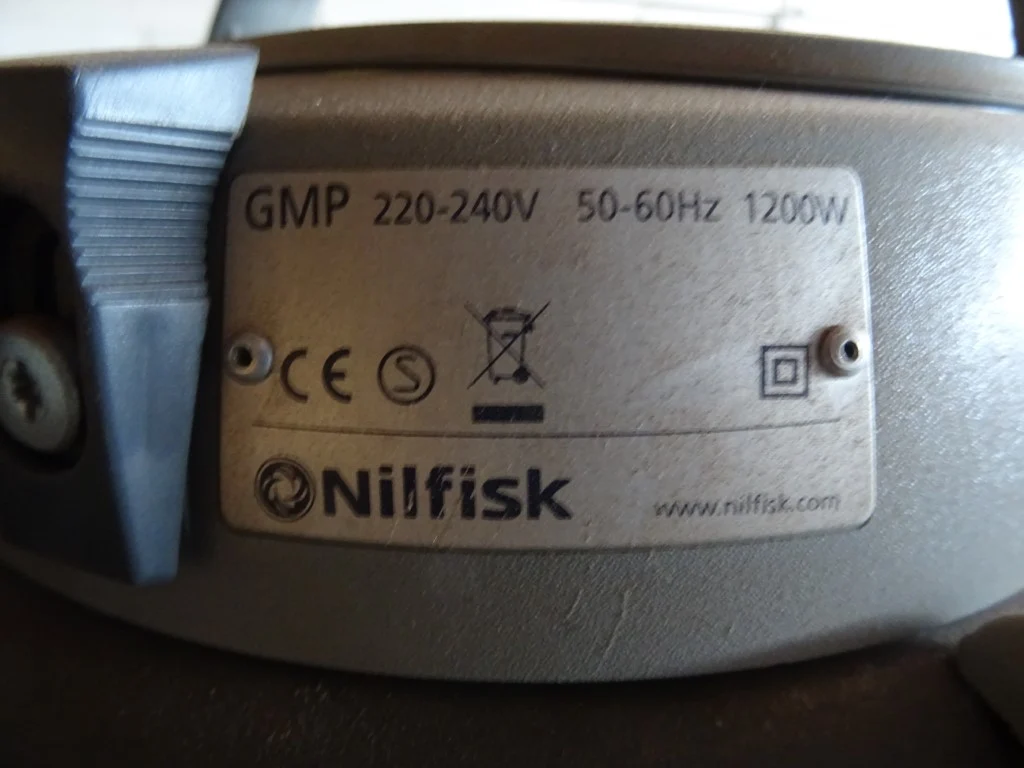 GMP 220-240V 50-60Hz 1200W
CE S
Nilfisk www.nilfisk.com